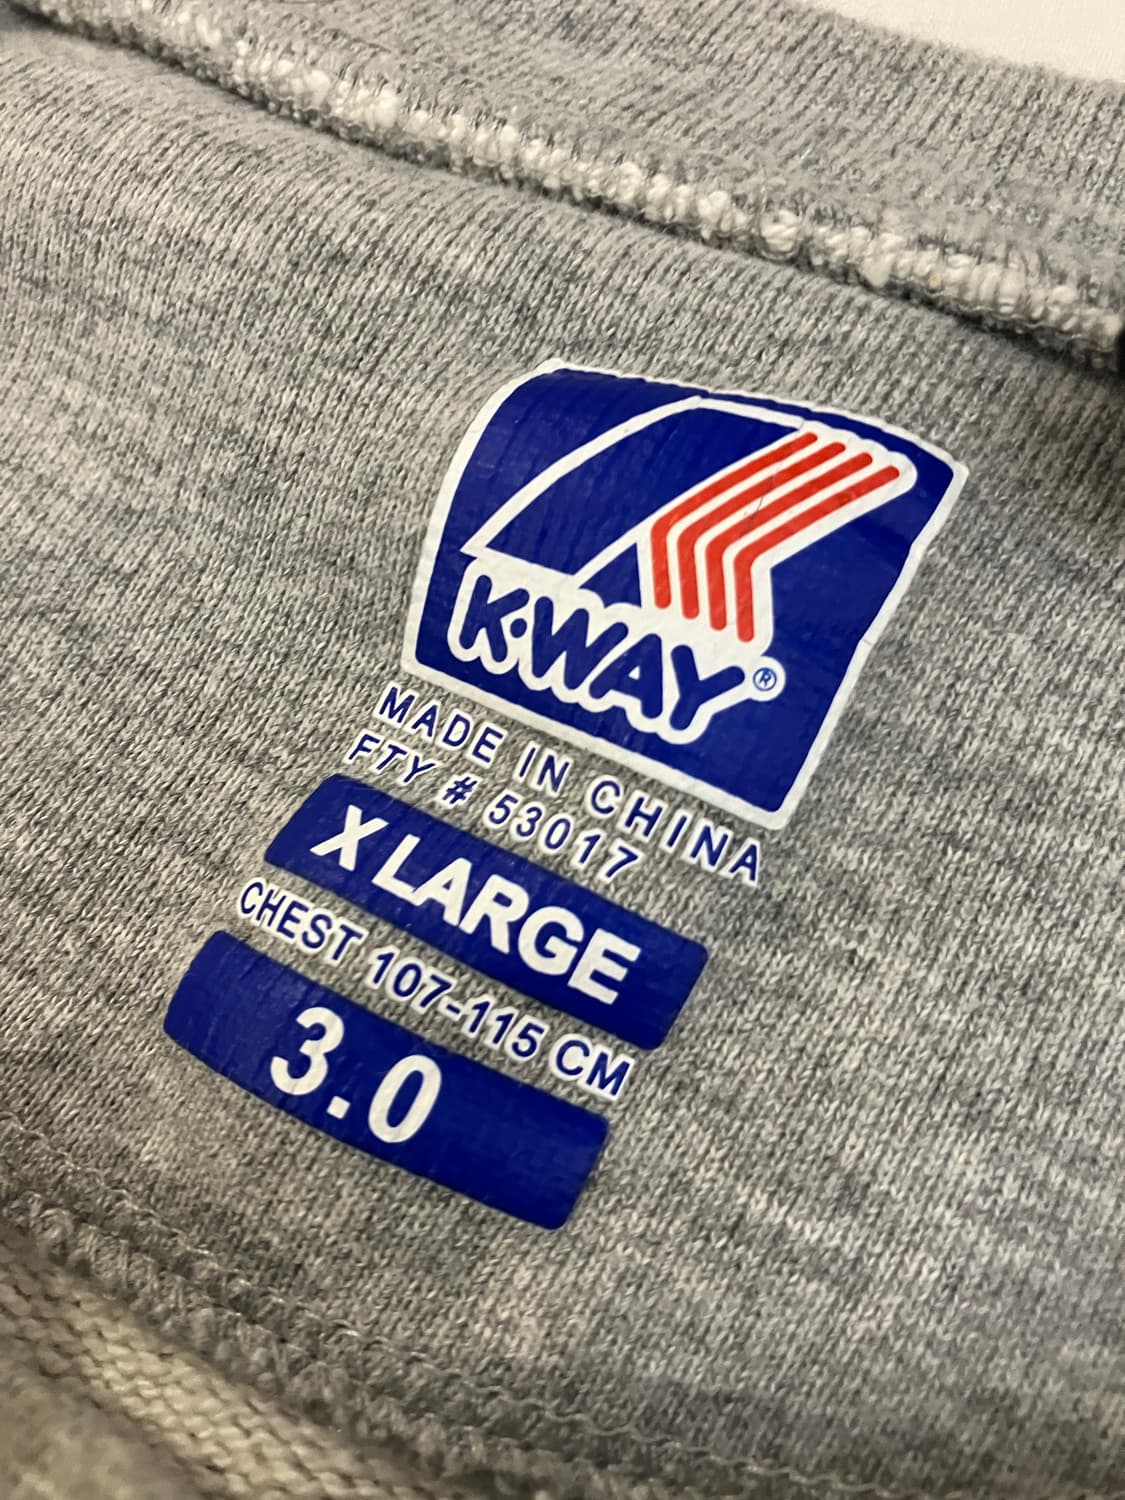 K·WAY®
MADE IN CHINA
FTY # 53017
X LARGE
CHEST 107-115 CM
3.0